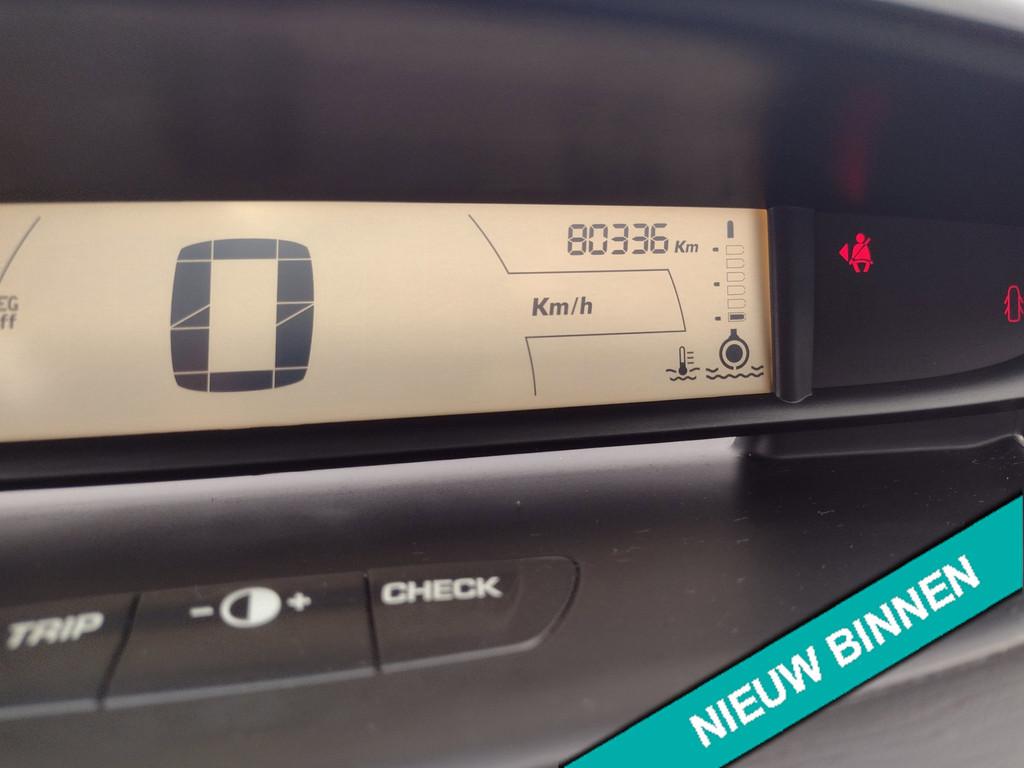 80336 Km
EG
ff
0 Km/h
TRIP
- +
CHECK
NIEUW BINNEN